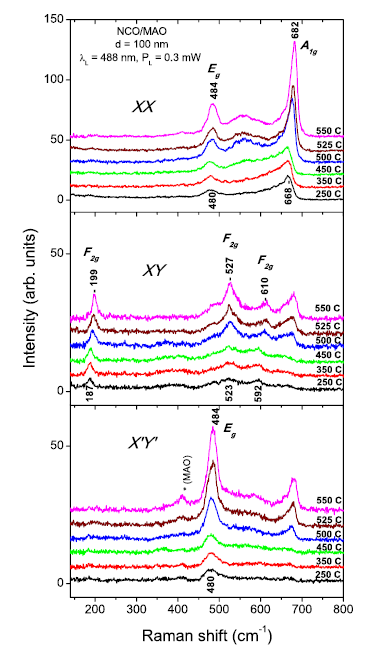 NCO/MAO
d = 100 nm
λL = 488 nm, PL = 0.3 mW
682
A1g
Eg
484
XX
150
100
50
0
550 C
525 C
500 C
450 C
350 C
250 C
480
668
F2g
199
XY
F2g
527
F2g
610
50
0
550 C
525 C
500 C
450 C
350 C
250 C
187
523
592
X'Y'
484
Eg
* (MAO)
50
0
550 C
525 C
500 C
450 C
350 C
250 C
480
200 300 400 500 600 700 800
Raman shift (cm-1)
Intensity (arb. units)